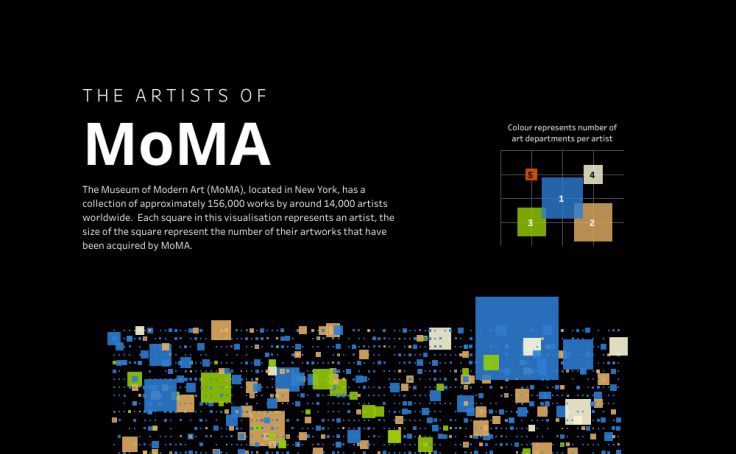 THE ARTISTS OF
MoMA
The Museum of Modern Art (MoMA), located in New York, has a
collection of approximately 156,000 works by around 14,000 artists
worldwide. Each square in this visualisation represents an artist, the
size of the square represent the number of their artworks that have
been acquired by MoMA.
Colour represents number of
art departments per artist
5
4
1
3
2